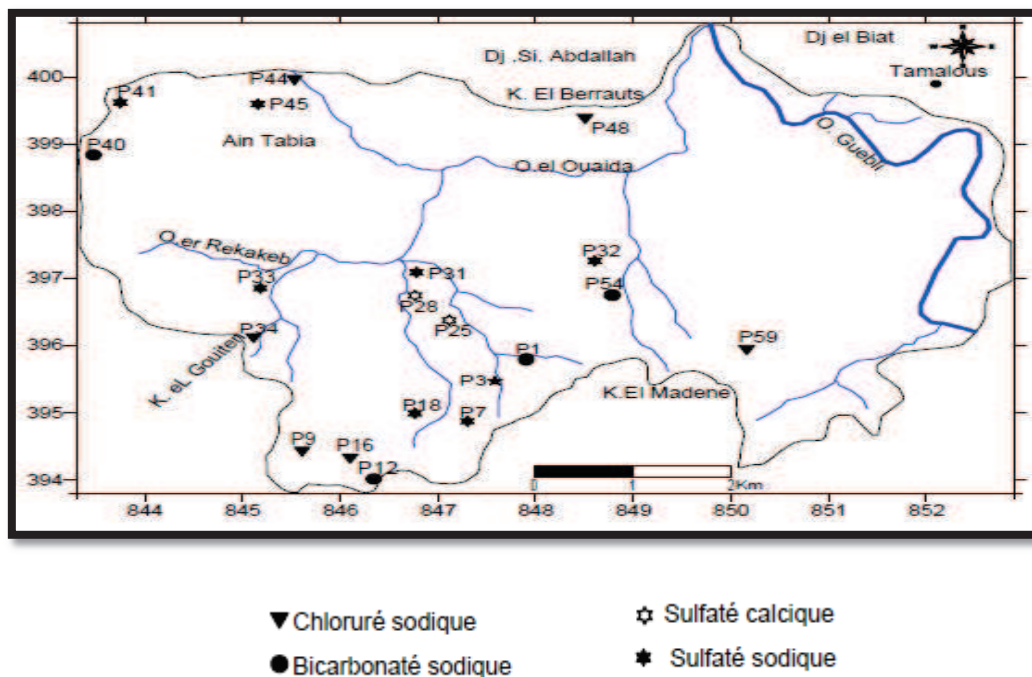 Dj el Biat
Dj .Si. Abdallah
400
P44
P41
P45
K. El Berrauts
Tamalous
P48
O. Guebli
399
P40
Ain Tabia
O.el Ouaida
398
O.er Rekakeb
P32
397
P33
P31
P54
P28
P25
396
P34
P1
P59
K. eL Gouiten
P3
K.El Madene
395
P18
P7
P9
P16
P12
394
0 1 2Km
844 845 846 847 848 849 850 851 852
Chloruré sodique
Sulfaté calcique
Bicarbonaté sodique
Sulfaté sodique